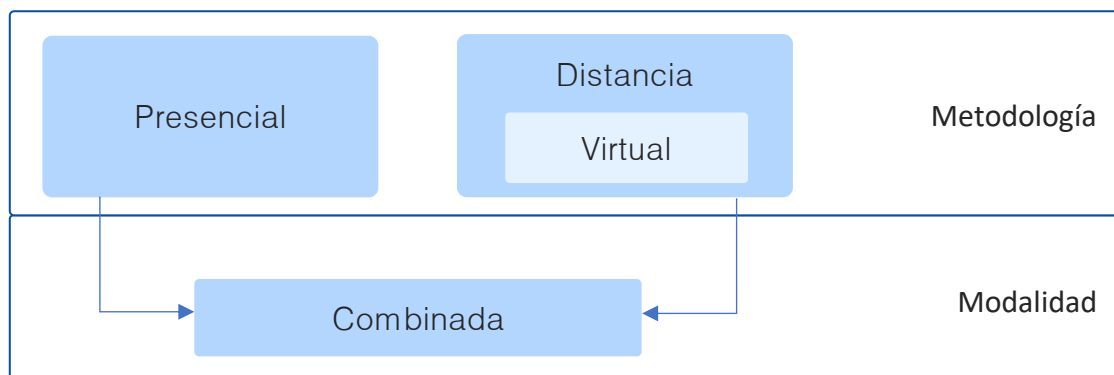 Presencial
Distancia
Virtual
Metodología
Combinada
Modalidad